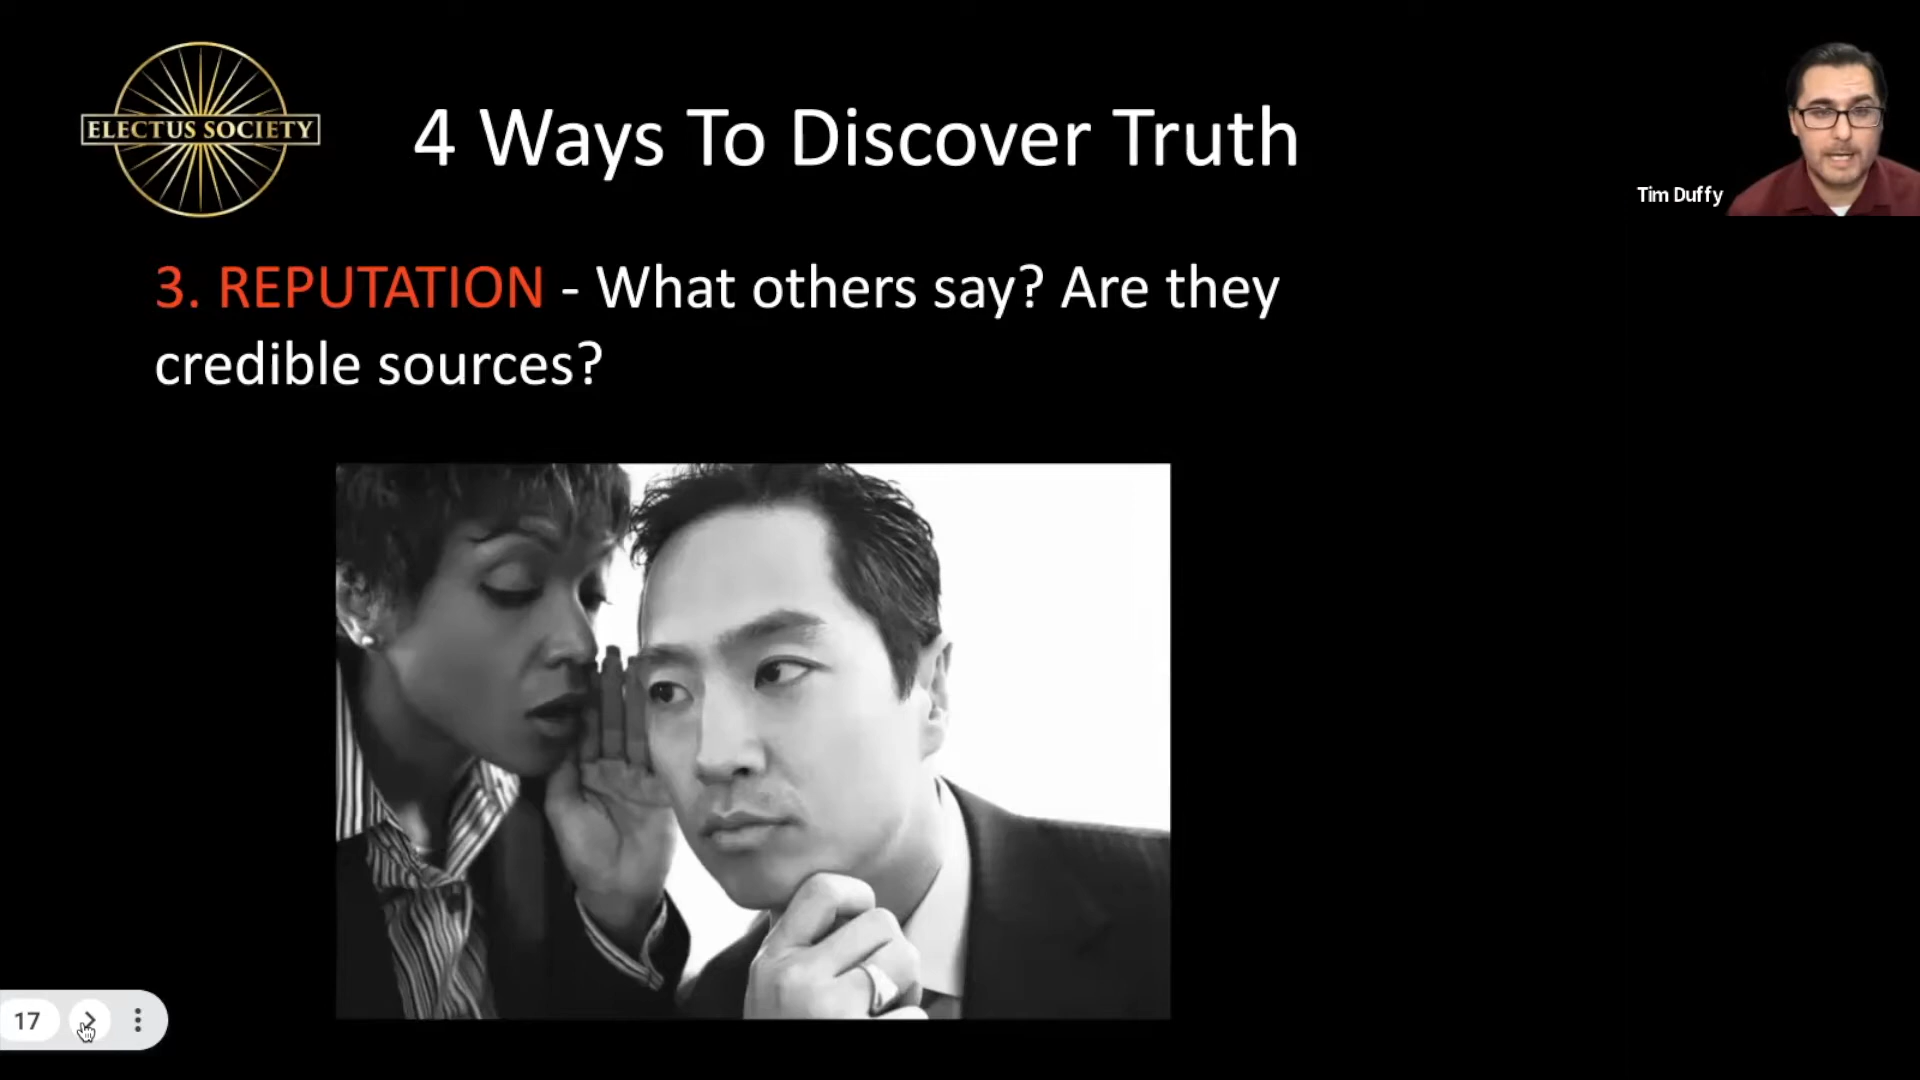 ELECTUS SOCIETY
4 Ways To Discover Truth
Tim Duffy
3. REPUTATION - What others say? Are they
credible sources?
17